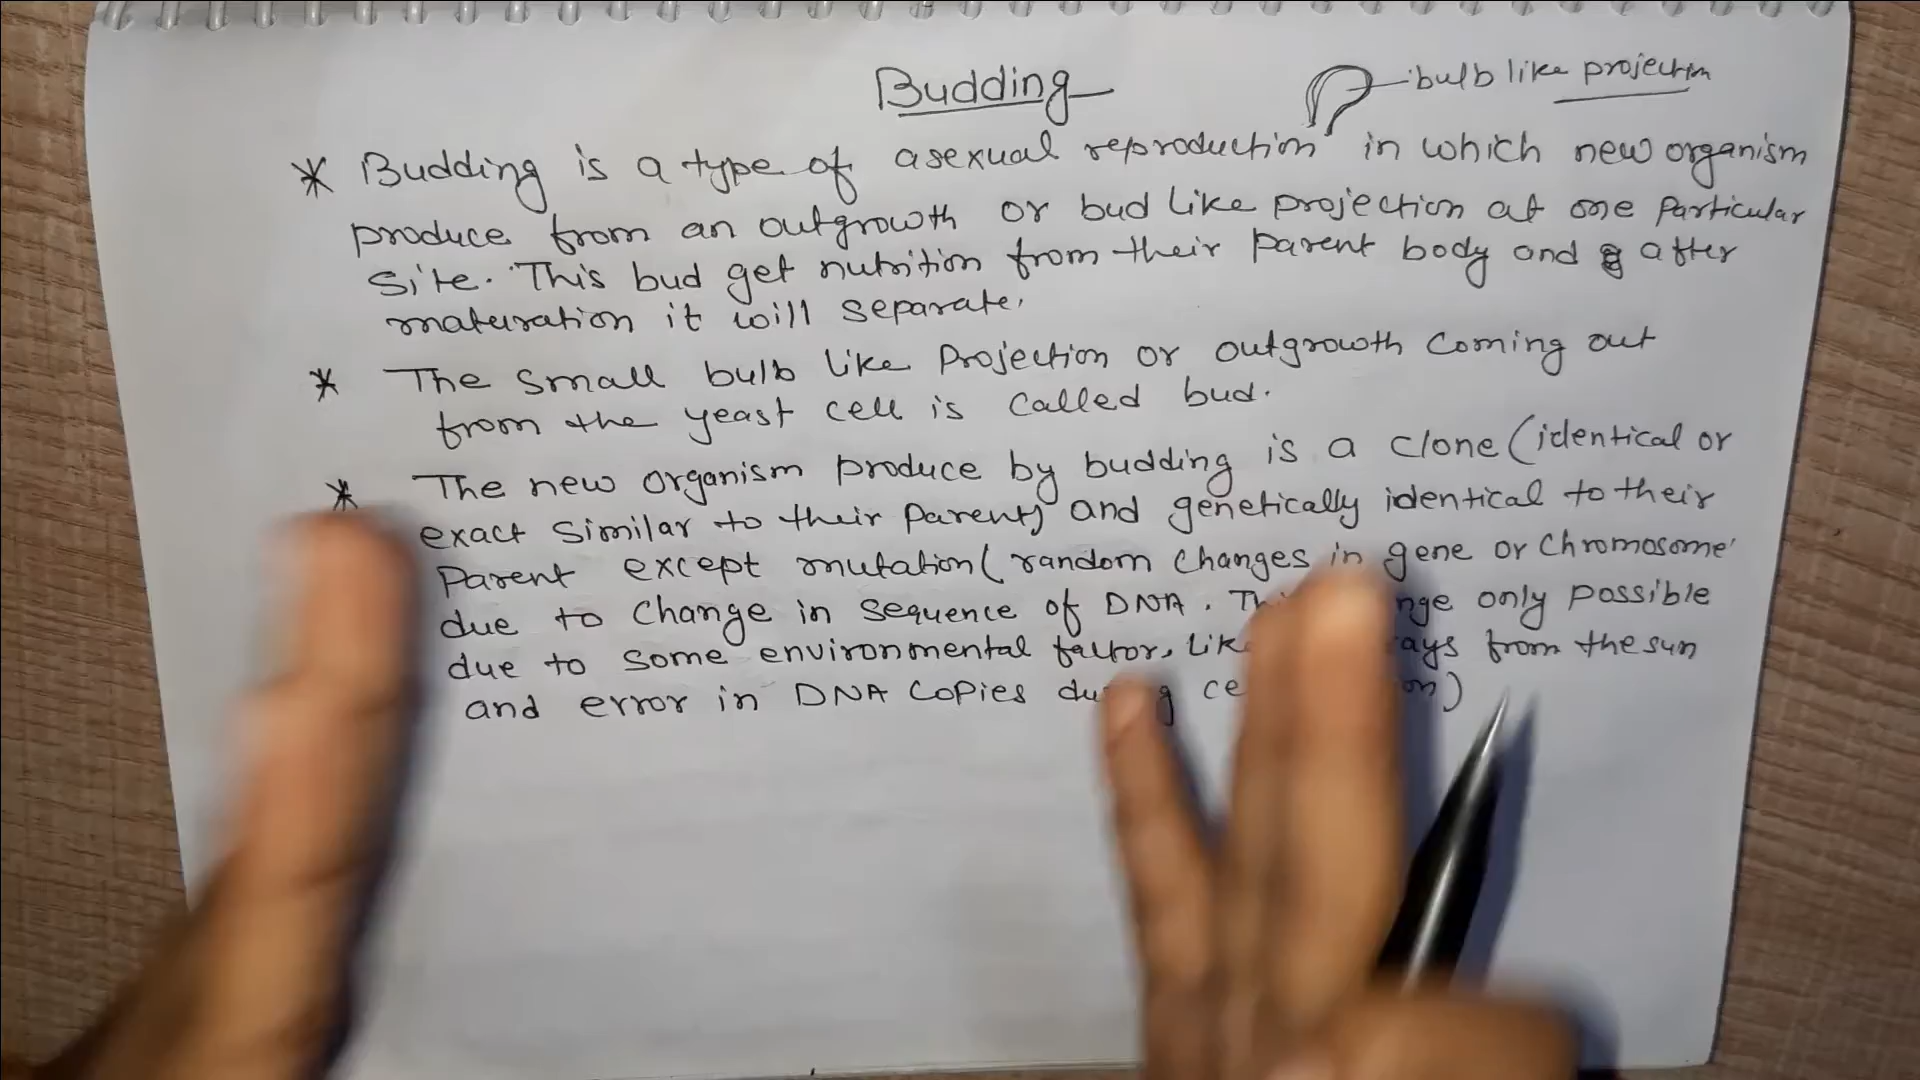 Budding
bulb like projection
* Budding is a type of asexual reproduction in which new organism
produce from an outgrowth or bud like projection at one particular
site. This bud get nutrition from their parent body and after
maturation it will separate.
* The small bulb like Projection or outgrowth coming out
from the yeast cell is called bud.
* The new organism produce by budding is a clone (identical or
exact similar to their parent) and genetically identical to their
parent except mutation (random changes in gene or chromosome
due to change in sequence of DNA. only possible
due to some environmental factor, from the sun
and error in DNA copies